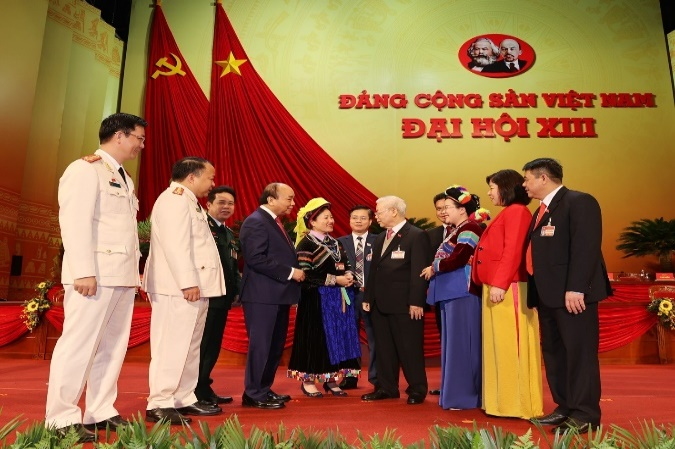 ĐẢNG CỘNG SẢN VIỆT NAM
ĐẠI HỘI XIII